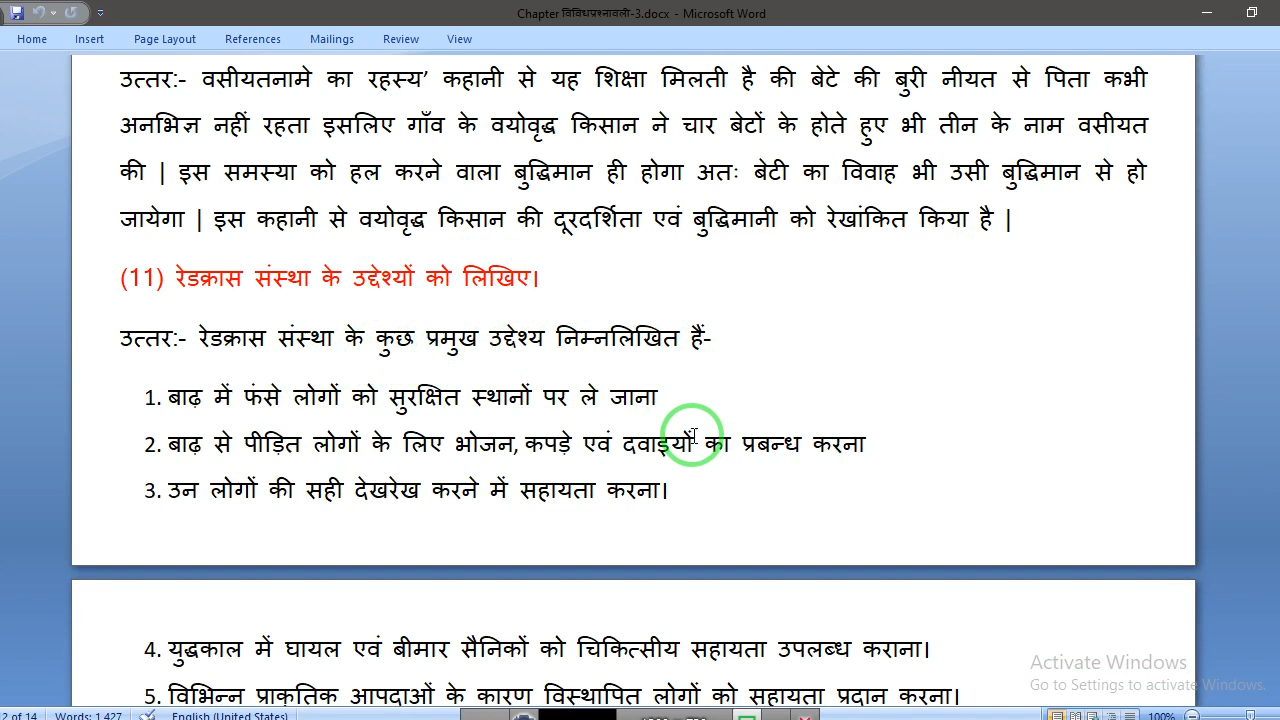 Chapter विविधप्रश्नावली-3.docx - Microsoft Word
Home Insert Page Layout References Mailings Review View
उत्तर:- वसीयतनामे का रहस्य’ कहानी से यह शिक्षा मिलती है की बेटे की बुरी नीयत से पिता कभी
अनभिज्ञ नहीं रहता इसलिए गाँव के वयोवृद्ध किसान ने चार बेटों के होते हुए भी तीन के नाम वसीयत
की | इस समस्या को हल करने वाला बुद्धिमान ही होगा अतः बेटी का विवाह भी उसी बुद्धिमान से हो
जायेगा | इस कहानी से वयोवृद्ध किसान की दूरदर्शिता एवं बुद्धिमानी को रेखांकित किया है |
(11) रेडक्रास संस्था के उद्देश्यों को लिखिए।
उत्तर:- रेडक्रास संस्था के कुछ प्रमुख उद्देश्य निम्नलिखित हैं-
1. बाढ़ में फंसे लोगों को सुरक्षित स्थानों पर ले जाना
2. बाढ़ से पीड़ित लोगों के लिए भोजन, कपड़े एवं दवाइयों का प्रबन्ध करना
3. उन लोगों की सही देखरेख करने में सहायता करना।
4. युद्धकाल में घायल एवं बीमार सैनिकों को चिकित्सीय सहायता उपलब्ध कराना।
5. विभिन्न प्राकृतिक आपदाओं के कारण विस्थापित लोगों को सहायता प्रदान करना।
Activate Windows
Go to Settings to activate Windows.
2 of 14 Words: 1,427 English (United States) 100%